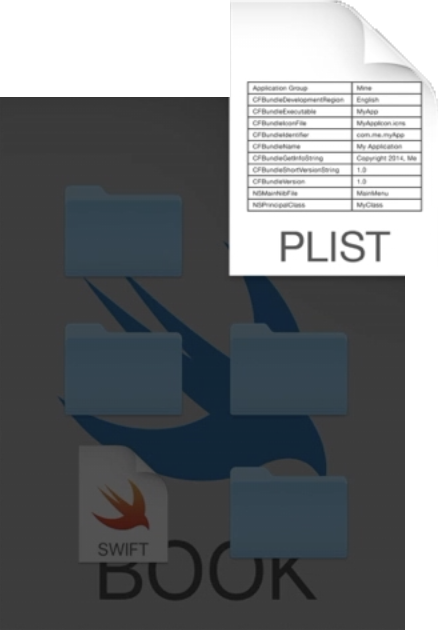 Application Group Mine
CFBundleDevelopmentRegion English
CFBundleExecutable MyApp
CFBundleIconFile MyAppIcon.icns
CFBundleIdentifier com.me.myApp
CFBundleName My Application
CFBundleGetInfoString Copyright 2014, Me
CFBundleShortVersionString 1.0
CFBundleVersion 1.0
NSMainNibFile MainMenu
NSPrincipalClass MyClass
PLIST
SWIFT
BOOK